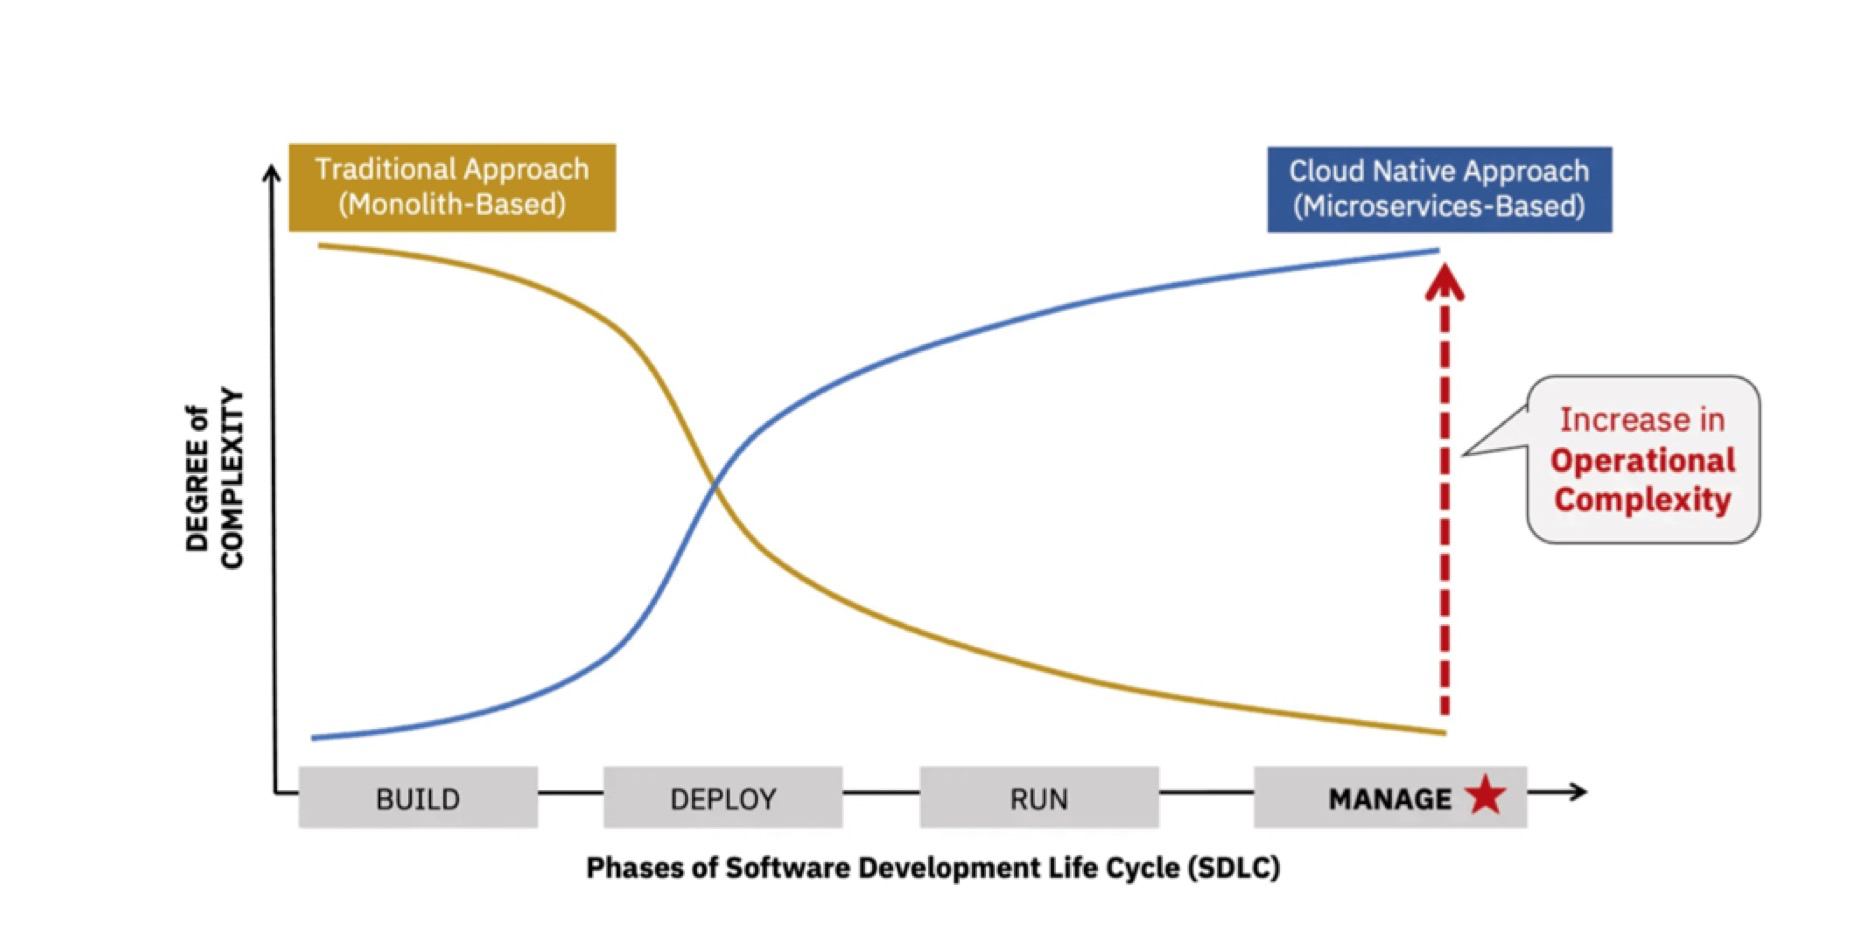 Traditional Approach
(Monolith-Based)
Cloud Native Approach
(Microservices-Based)
DEGREE of
COMPLEXITY
Increase in
Operational
Complexity
BUILD
DEPLOY
RUN
MANAGE
Phases of Software Development Life Cycle (SDLC)